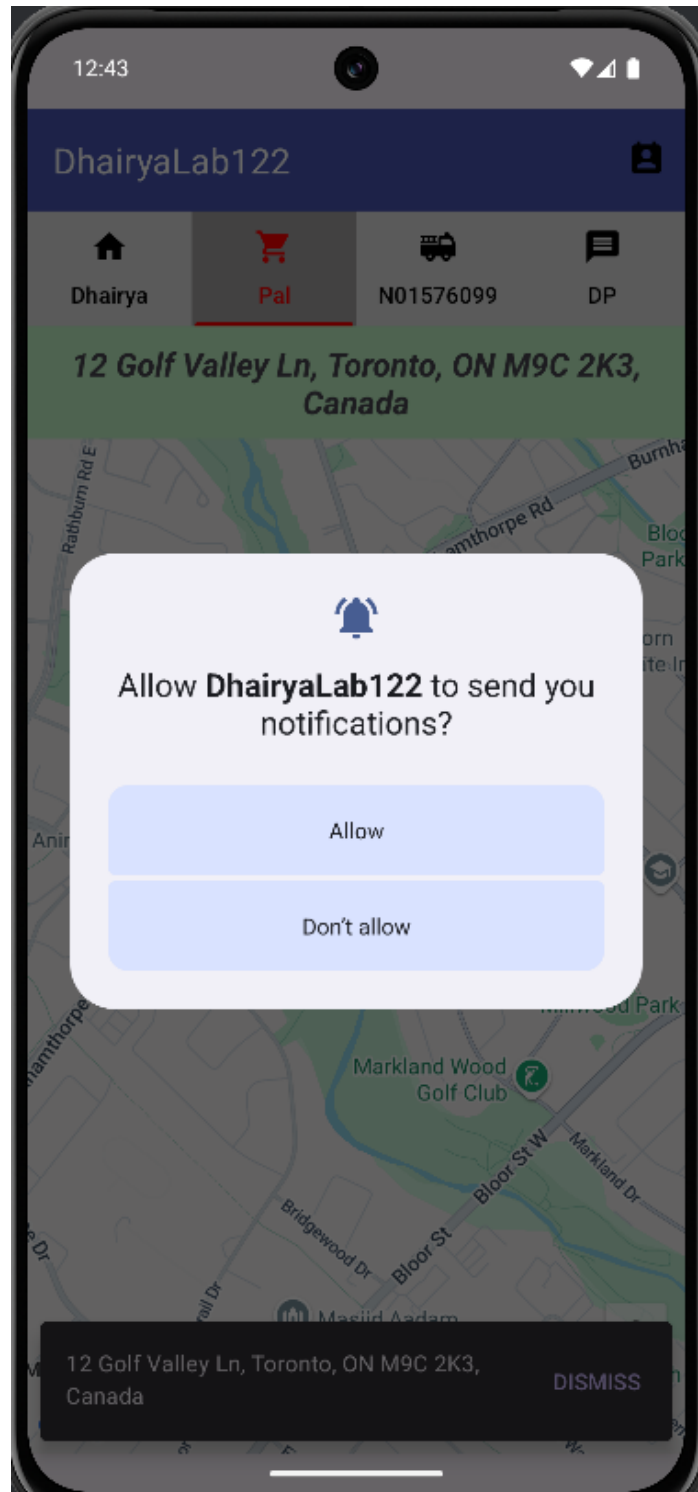 12:43
DhairyaLab122
Dhairya
Pal
N01576099
DP
12 Golf Valley Ln, Toronto, ON M9C 2K3,
Canada
Rathburn Rd E
Burnha
amthorpe Rd
Bloo
Park
orn
te In
Allow DhairyaLab122 to send you
notifications?
Allow
Anin
Don't allow
Park
amthorpe
Markland Wood
Golf Club
Markland Dr
Bloor St W
Bridgewood Dr
Bloor St
e Dr
rail Dr
Masjid Aadam
12 Golf Valley Ln, Toronto, ON M9C 2K3,
Canada
DISMISS